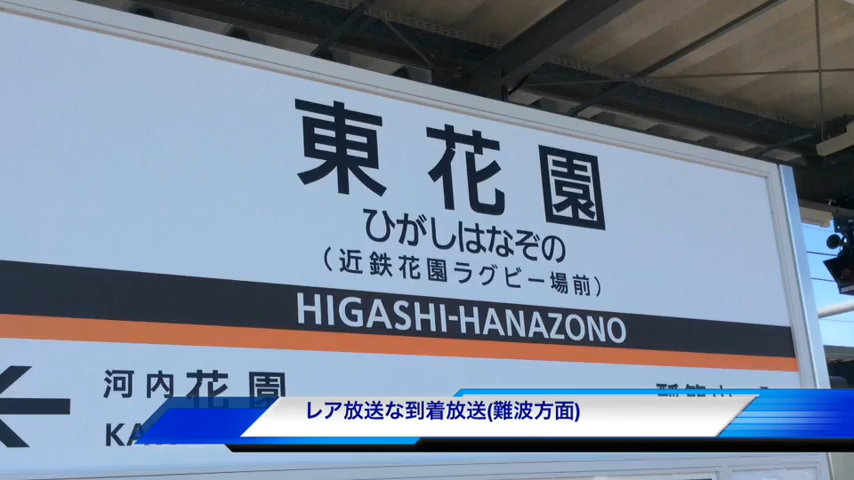 東花園
ひがしはなぞの
(近鉄花園ラグビー場前)
HIGASHI-HANAZONO
河内花園
レア放送な到着放送(難波方面)